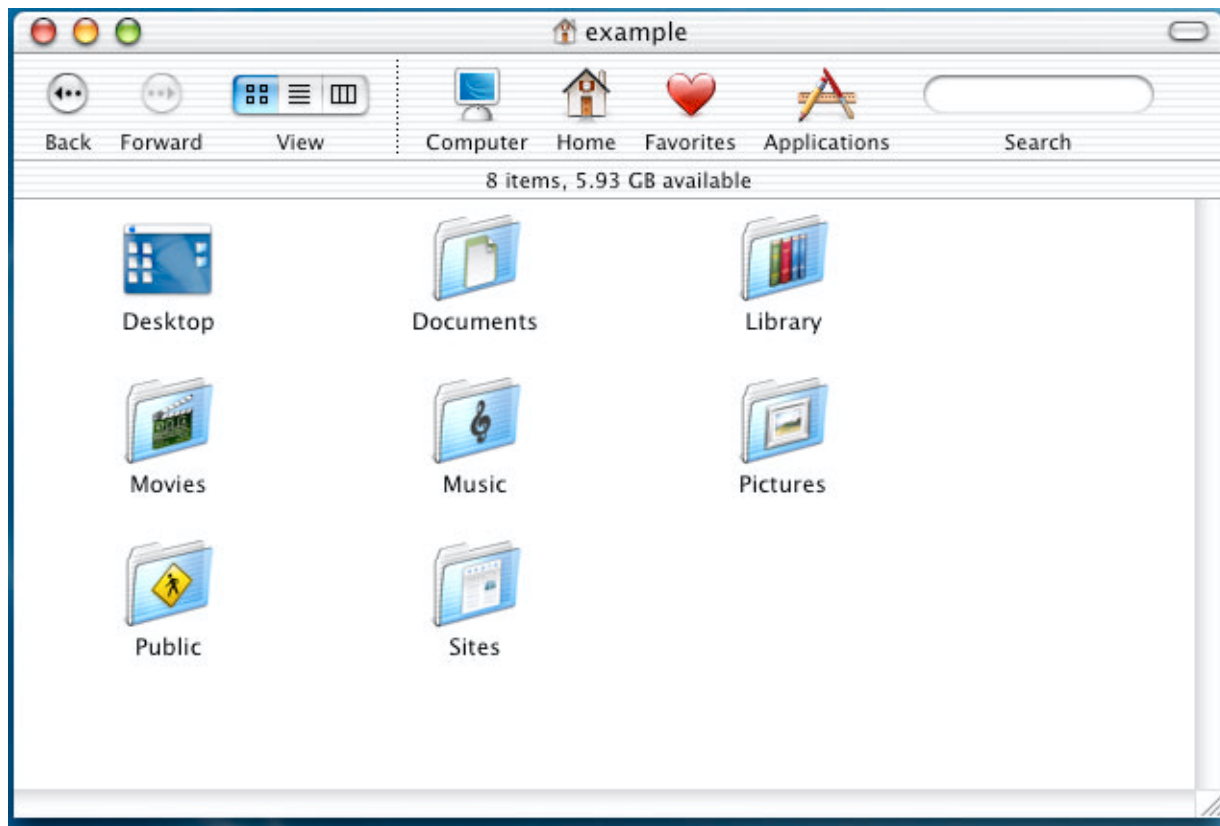 example
Back Forward View Computer Home Favorites Applications Search
8 items, 5.93 GB available
Desktop Documents Library
Movies Music Pictures
Public Sites